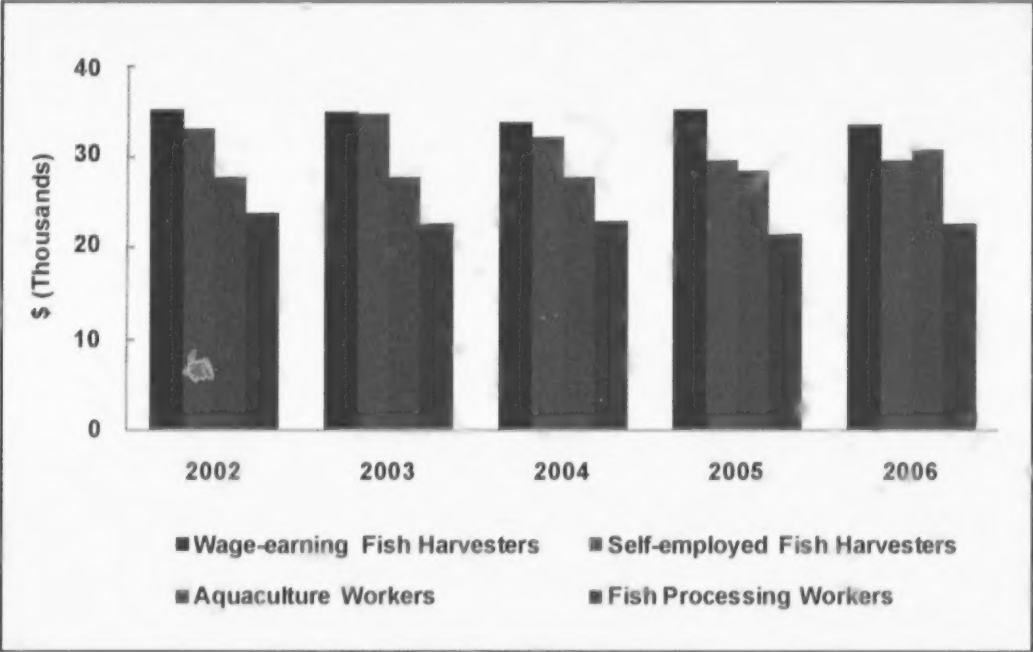 40
30
20
10
0
$ (Thousands)
2002 2003 2004 2005 2006
Wage-earning Fish Harvesters Self-employed Fish Harvesters
Aquaculture Workers Fish Processing Workers